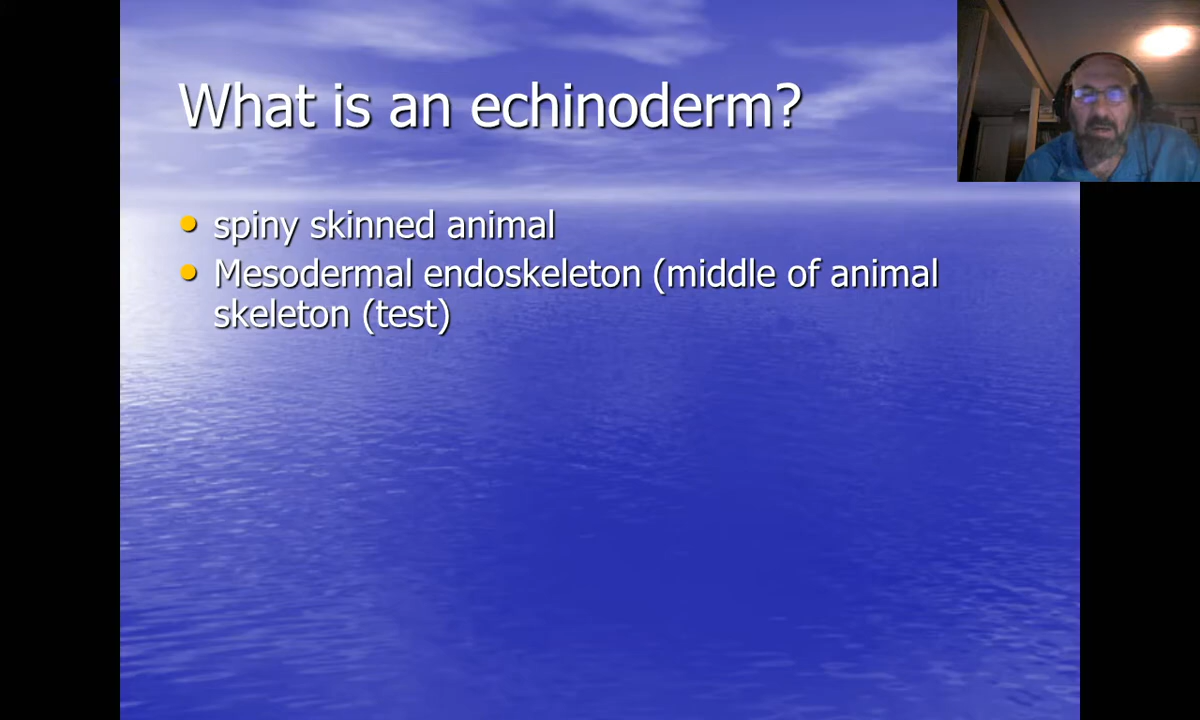 What is an echinoderm?
spiny skinned animal
Mesodermal endoskeleton (middle of animal
skeleton (test)